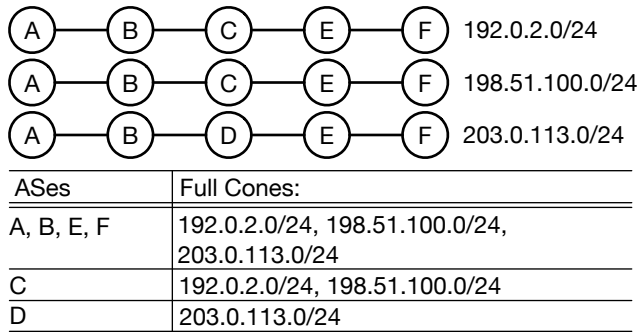 A B C E F 192.0.2.0/24
A B C E F 198.51.100.0/24
A B D E F 203.0.113.0/24
ASes Full Cones:
A, B, E, F 192.0.2.0/24, 198.51.100.0/24,
203.0.113.0/24
C 192.0.2.0/24, 198.51.100.0/24
D 203.0.113.0/24